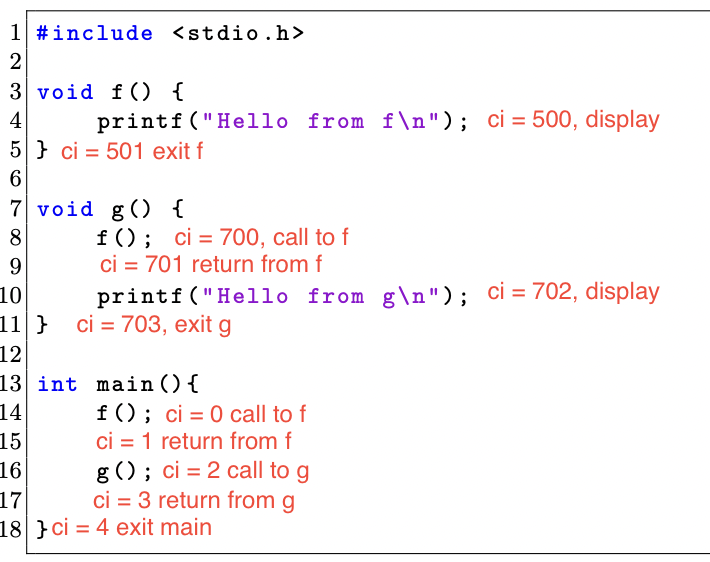 1 #include <stdio.h>
2
3 void f() {
4 printf("Hello from f\n"); ci = 500, display
5 } ci = 501 exit f
6
7 void g() {
8 f(); ci = 700, call to f
9 ci = 701 return from f
10 printf("Hello from g\n"); ci = 702, display
11 } ci = 703, exit g
12
13 int main(){
14 f(); ci = 0 call to f
15 ci = 1 return from f
16 g(); ci = 2 call to g
17 ci = 3 return from g
18 } ci = 4 exit main